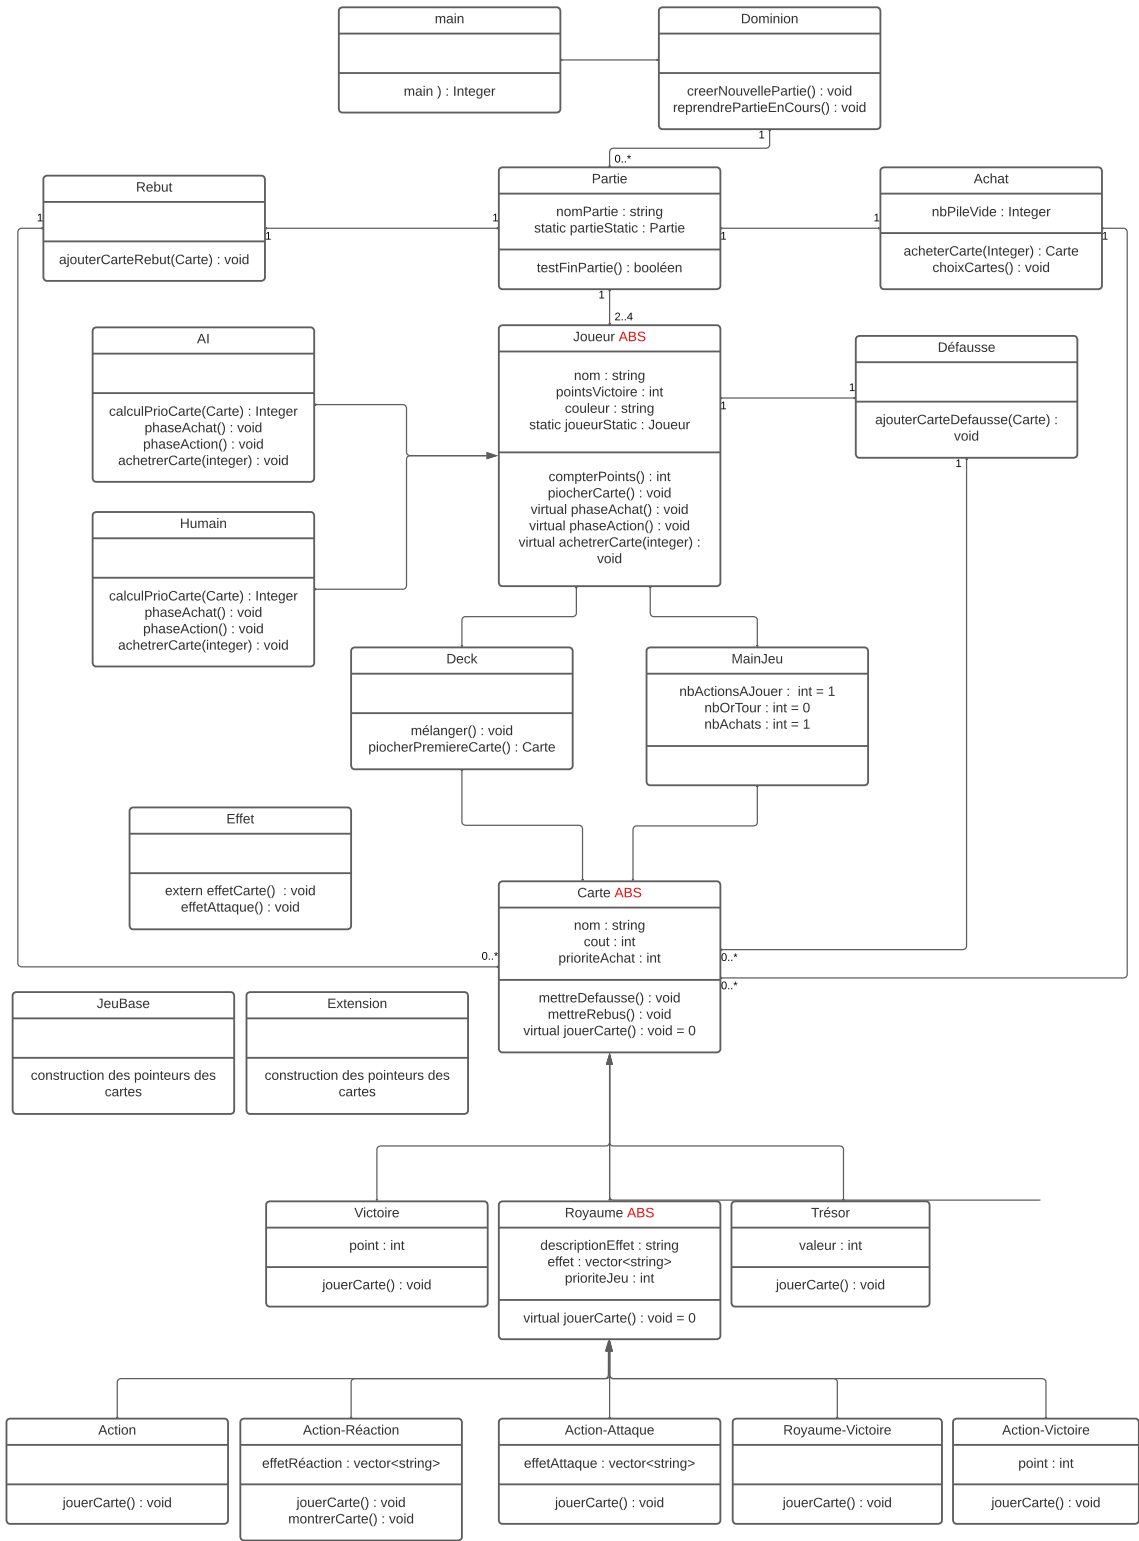 main
main ) : Integer
Dominion
creerNouvellePartie() : void
reprendrePartieEnCours() : void
1
0..*
Rebut
ajouterCarteRebut(Carte) : void
1
1
1
Partie
nomPartie : string
static partieStatic : Partie
testFinPartie() : booléen
1
1
Achat
nbPileVide : Integer
acheterCarte(Integer) : Carte
choixCartes() : void
1
1
2..4
AI
calculPrioCarte(Carte) : Integer
phaseAchat() : void
phaseAction() : void
achetrerCarte(integer) : void
Joueur ABS
nom : string
pointsVictoire : int
couleur : string
static joueurStatic : Joueur
compterPoints() : int
piocherCarte() : void
virtual phaseAchat() : void
virtual phaseAction() : void
virtual achetrerCarte(integer) :
void
1
1
Défausse
ajouterCarteDefausse(Carte) :
void
1
Humain
calculPrioCarte(Carte) : Integer
phaseAchat() : void
phaseAction() : void
achetrerCarte(integer) : void
Deck
mélanger() : void
piocherPremiereCarte() : Carte
MainJeu
nbActionsAJouer :  int = 1
nbOrTour : int = 0
nbAchats : int = 1
Effet
extern effetCarte()  : void
effetAttaque() : void
Carte ABS
nom : string
cout : int
prioriteAchat : int
mettreDefausse() : void
mettreRebus() : void
virtual jouerCarte() : void = 0
0..*
0..*
0..*
JeuBase
construction des pointeurs des
cartes
Extension
construction des pointeurs des
cartes
Victoire
point : int
jouerCarte() : void
Royaume ABS
descriptionEffet : string
effet : vector<string>
prioriteJeu : int
virtual jouerCarte() : void = 0
Trésor
valeur : int
jouerCarte() : void
Action
jouerCarte() : void
Action-Réaction
effetRéaction : vector<string>
jouerCarte() : void
montrerCarte() : void
Action-Attaque
effetAttaque : vector<string>
jouerCarte() : void
Royaume-Victoire
jouerCarte() : void
Action-Victoire
point : int
jouerCarte() : void